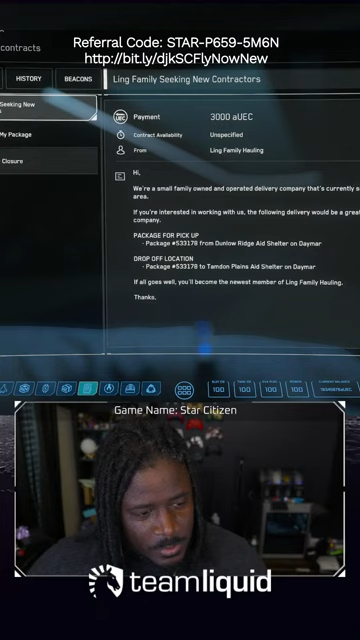 Referral Code: STAR-P659-5M6N
http://bit.ly/djkSCFlyNowNew
contracts
HISTORY
BEACONS
Ling Family Seeking New Contractors
Seeking New
Payment
3000 aUEC
My Package
Contract Availability
Unspecified
Closure
From
Ling Family Hauling
Hi,
We're a small family owned and operated delivery company that's currently s
area.
If you're interested in working with us, the following delivery would be a grea
company.
PACKAGE FOR PICK UP
- Package #533178 from Dunlow Ridge Aid Shelter on Daymar
DROP OFF LOCATION
- Package #533178 to Tamdon Plains Aid Shelter on Daymar
If all goes well, you'll become the newest member of Ling Family Hauling.
Thanks,
100
100
100
100
Game Name: Star Citizen
teamliquid